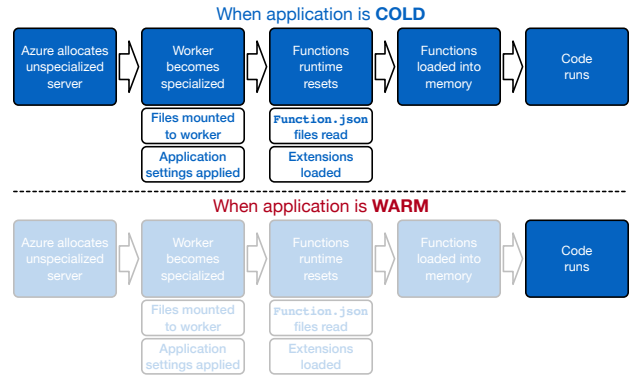 When application is COLD
Azure allocates
unspecialized
server
Worker
becomes
specialized
Functions
runtime
resets
Functions
loaded into
memory
Code
runs
Files mounted
to worker
Function.json
files read
Application
settings applied
Extensions
loaded
When application is WARM
Azure allocates
unspecialized
server
Worker
becomes
specialized
Functions
runtime
resets
Functions
loaded into
memory
Code
runs
Files mounted
to worker
Function.json
files read
Application
settings applied
Extensions
loaded